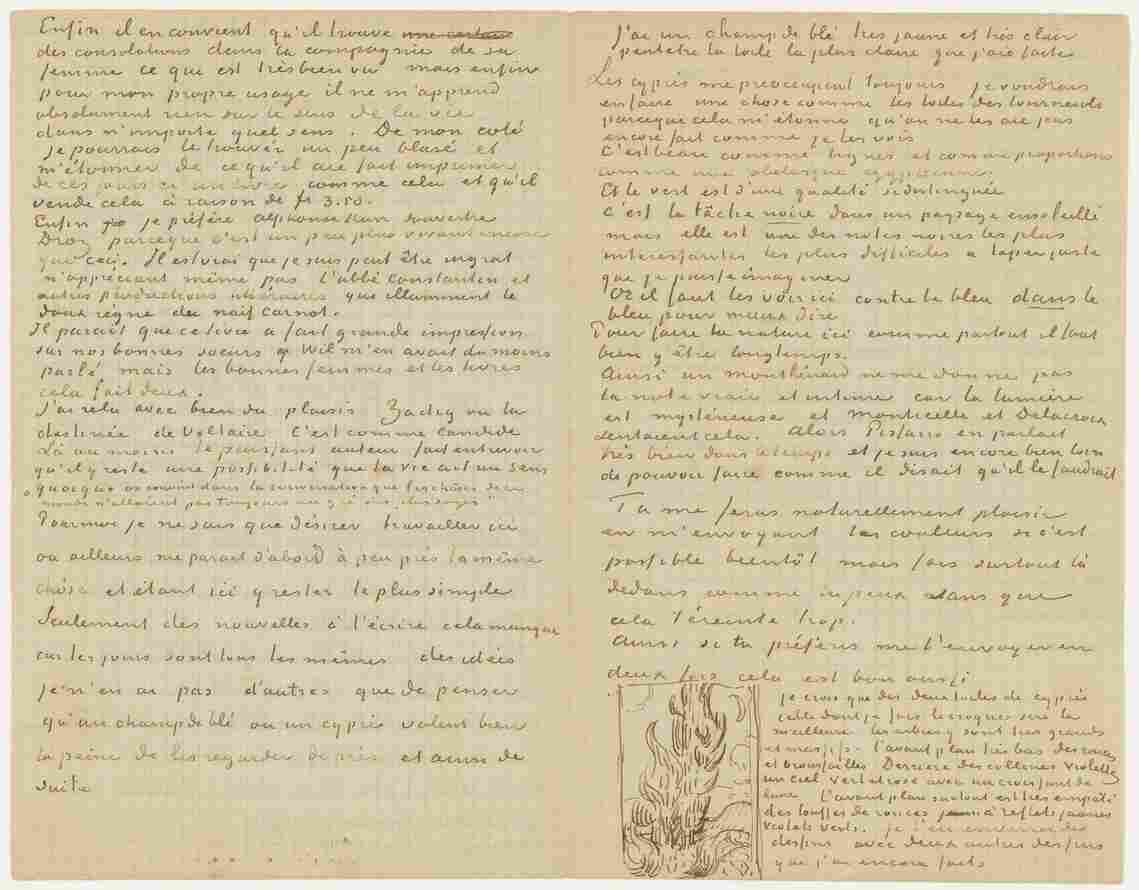 Enfin il en convient qu'il trouve une certaine
des consolations dans la compagnie de sa
femme ce que est très bien vu mais enfin
pour mon propre usage il ne m'apprend
absolument rien sur le sens de la vie
dans n'importe quel sens. De mon coté
je pourrais le trouver un peu blasé et
m'étonner de ce qu'il aie fait imprimer
de ces jours ci un livre comme cela et qu'il
vende cela à raison de fr 3.50.
Enfin je préfère alphonse Karr souvestre
Droz parceque c'est un peu plus vivant encore
que ceci. Il est vrai que je suis peut être ingrat
n'appréciant même pas l'abbé Constantin et
autres productions littéraires que illumment le
doux règne du naif Carnot.
Il parait que ce livre a fait grande impression
sur nos bonnes soeurs Wil m'en avait du moins
parlé mais les bonnes femmes et les livres
cela fait deux.
J'ai relu avec bien du plaisir Zadig ou la
destinée de Voltaire C'est comme Candide
Là au moins le puissant auteur fait entrevoir
qu'il y reste une possibilité que la vie ait un sens
"quoique on convint dans la conversation que les choses de ce
monde n'allaient pas toujours au gré des plus sages"
Pour moi je ne sais que désirer travailler ici
ou ailleurs me parait d'abord à peu près la même
chôse et étant ici y rester le plus simple
Seulement des nouvelles à t'écrire cela manque
car les jours sont tous les mêmes des idées
je n'en ai pas d'autres que de penser
qu'un champ de blé ou un cyprès valent bien
la peine de les regarder de près et ainsi de
suite
J'ai un champ de blé très jaune et très clair
peutetre la toile la plus claire que j'aie faite
Les cyprès me preoccupent toujours je voudrais
en faire une chose comme les toiles des tournesols
parceque cela m'étonne qu'on ne les aie pas
encore fait comme je les vois
C'est beau comme lignes et comme proportions
comme une obelisque egyptienne.
Et le vert est d'une qualité si distinguée
C'est la tâche noire dans un paysage ensoleillé
mais elle est une des notes noires les plus
interessantes les plus difficiles a taper juste
que je puisse imaginer
Or il faut les voir ici contre le bleu dans le
bleu pour mieux dire
Pour faire la nature ici comme partout il faut
bien y être longtemps.
Ainsi un monthénard ne me donne pas
la note vraie et intime car la lumière
est mystérieuse et Monticelli et Delacroix
sentaient cela. Alors Pissarro en parlait
très bien dans le temps et je suis encore bien loin
de pouvoir faire comme il disait qu'il le faudrait
Tu me feras naturellement plaisir
en m'envoyant les couleurs si c'est
possible bientôt mais fais surtout là
dedans comme tu peux sans que
cela t'éreinte trop.
Ainsi si tu préfères me l'envoyer en
deux fois cela est bon aussi
je crois que des deux toiles de cyprès
celle dont je fais le croquis sera la
meilleure les arbres y sont très grands
et massifs. l'avant plan très bas des ronces
et broussailles Derrière des collines violettes
un ciel vert et rose avec un croissant de
lune L'avant plan surtout est très empâté
des touffes de ronces à reflets jaunes
violets verts. je t'en enverrai des
dessins avec deux autres dessins
que j'ai encore faits